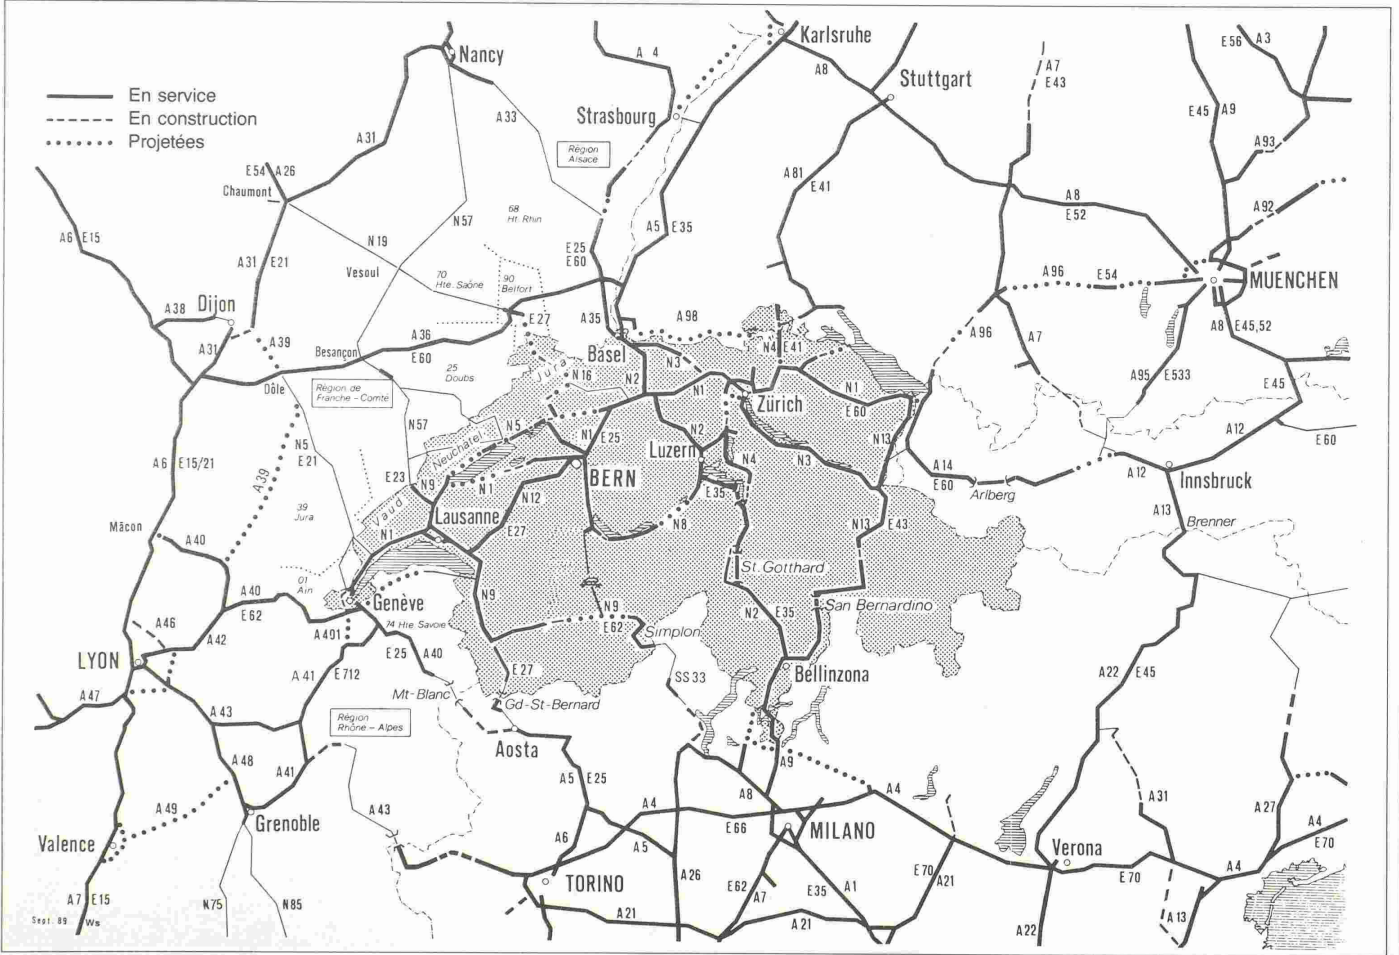 En service
En construction
Projetées
Nancy
A 4
Karlsruhe
A8
Stuttgart
A7
E43
E56
A3
E45
A9
A93
Strasbourg
A33
A31
Région
Alsace
E54
A26
Chaumont
A81
E41
A8
E52
A92
68
Ht. Rhin
N57
N19
A5
E35
E25
E60
A6
E15
A31
E21
Vesoul
70
Hte. Saône
90
Belfort
A96
E54
MUENCHEN
A38
Dijon
E27
A35
A98
A8
E45,52
A31
A39
A36
E60
Besançon
Basel
N3
N4
E41
A96
A7
Jura
N16
N2
N1
N1
E60
A95
E533
E45
25
Doubs
Dôle
Région de
Franche-Comté
Zürich
N57
N5
Neuchâtel
N1
E25
N2
Luzern
N4
N3
N13
A12
E60
N5
E21
A6
E15/21
A39
E23
N9
N1
N12
BERN
E35
A14
E60
Arlberg
A12
Innsbruck
39
Jura
Vaud
Lausanne
N1
E27
N8
N13
E43
A13
Brenner
Mâcon
A40
01
Ain
St. Gotthard
A40
E62
Genève
N9
N9
E62
N2
E35
San Bernardino
A46
A42
A401
74 Hte Savoie
Simplon
LYON
E25
A40
E27
SS33
Bellinzona
A22
E45
A47
A41
E712
Mt-Blanc
Gd-St-Bernard
A43
Région
Rhône-Alpes
Aosta
A48
A41
A5
E25
A9
A8
A4
A31
A27
A4
E70
A49
Grenoble
A43
A4
E66
MILANO
Valence
A6
A5
Verona
TORINO
A26
E62
A7
E35
A1
E70
A21
E70
A4
A7
E15
N75
N85
A21
A21
A22
A13
Sept. 89 Ws